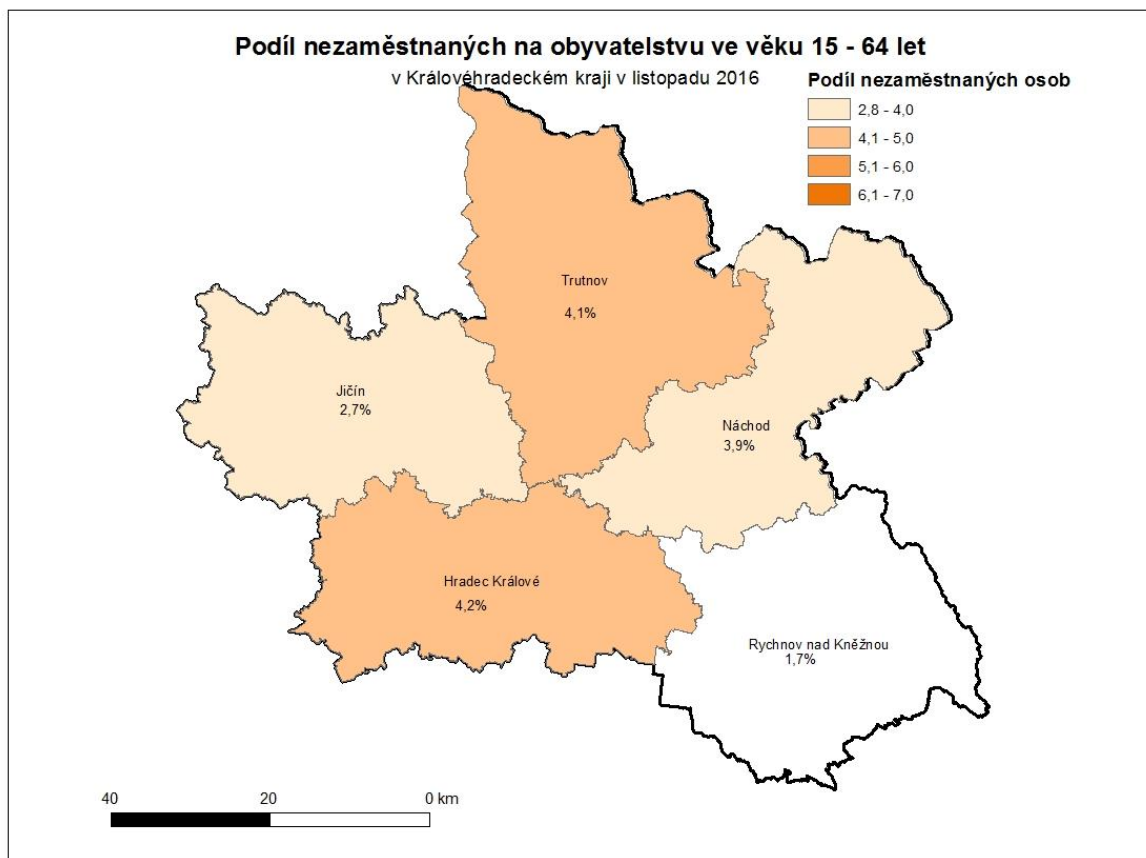 Podíl nezaměstnaných na obyvatelstvu ve věku 15 - 64 let
v Královéhradeckém kraji v listopadu 2016
Podíl nezaměstnaných osob
2,8 - 4,0
4,1 - 5,0
5,1 - 6,0
6,1 - 7,0
Trutnov
4,1%
Jičín
2,7%
Náchod
3,9%
Hradec Králové
4,2%
Rychnov nad Kněžnou
1,7%
40 20 0 km